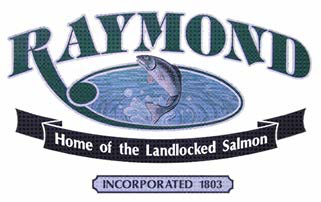 RAYMOND
Home of the Landlocked Salmon
INCORPORATED 1803